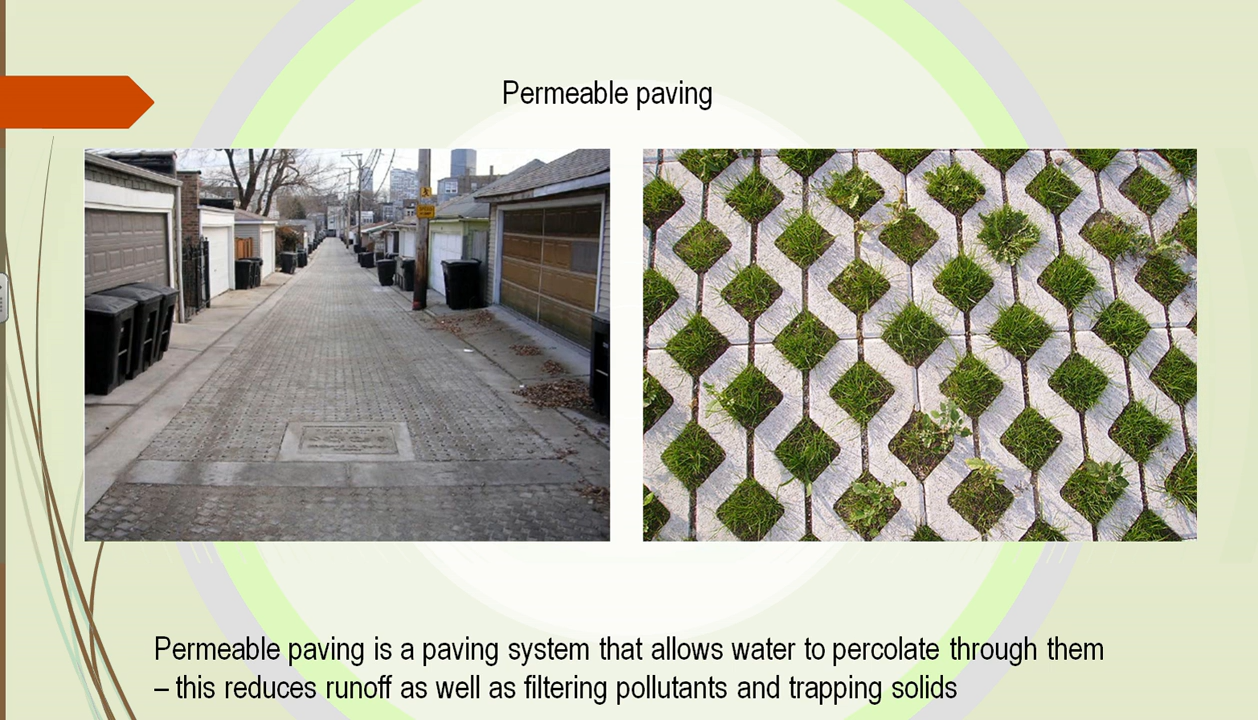 Permeable paving
Permeable paving is a paving system that allows water to percolate through them
– this reduces runoff as well as filtering pollutants and trapping solids